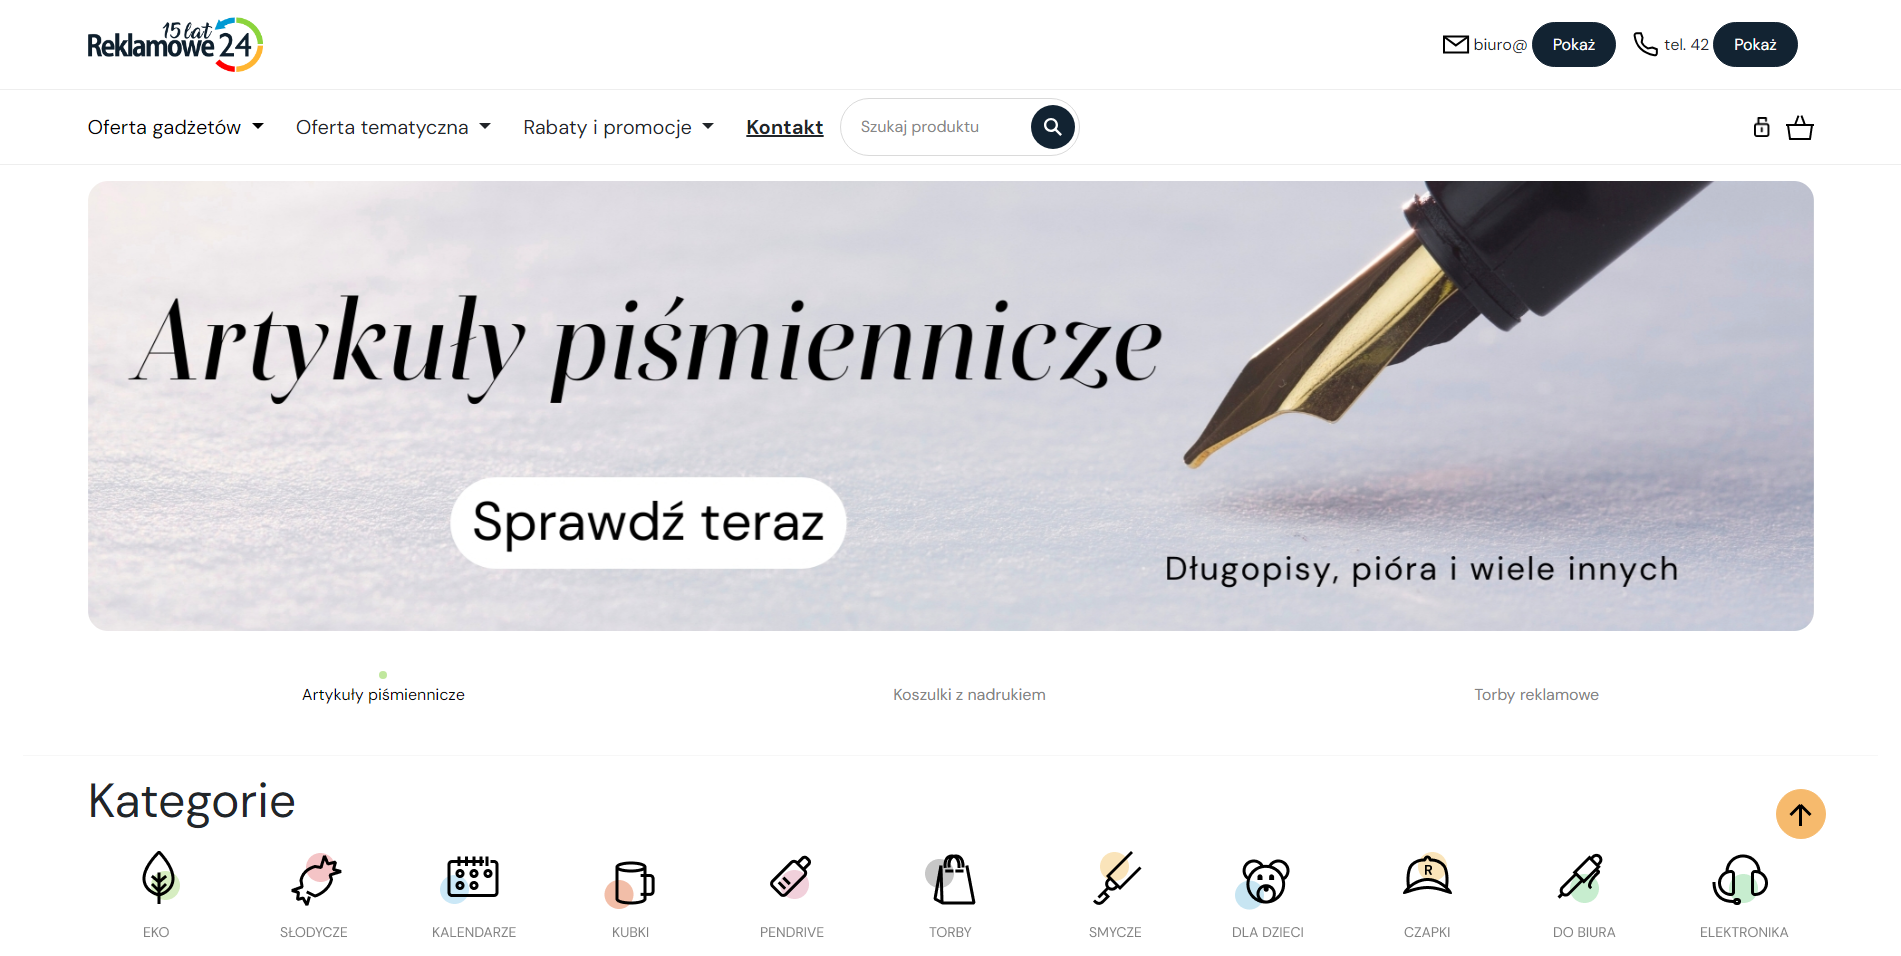 15 lat
Reklamowe 24
biuro@ Pokaż tel. 42 Pokaż
Oferta gadżetów Oferta tematyczna Rabaty i promocje Kontakt Szukaj produktu
Artykuły piśmiennicze
Sprawdź teraz
Długopisy, pióra i wiele innych
Artykuły piśmiennicze Koszulki z nadrukiem Torby reklamowe
Kategorie
R
EKO SŁODYCZE KALENDARZE KUBKI PENDRIVE TORBY SMYCZE DLA DZIECI CZAPKI DO BIURA ELEKTRONIKA